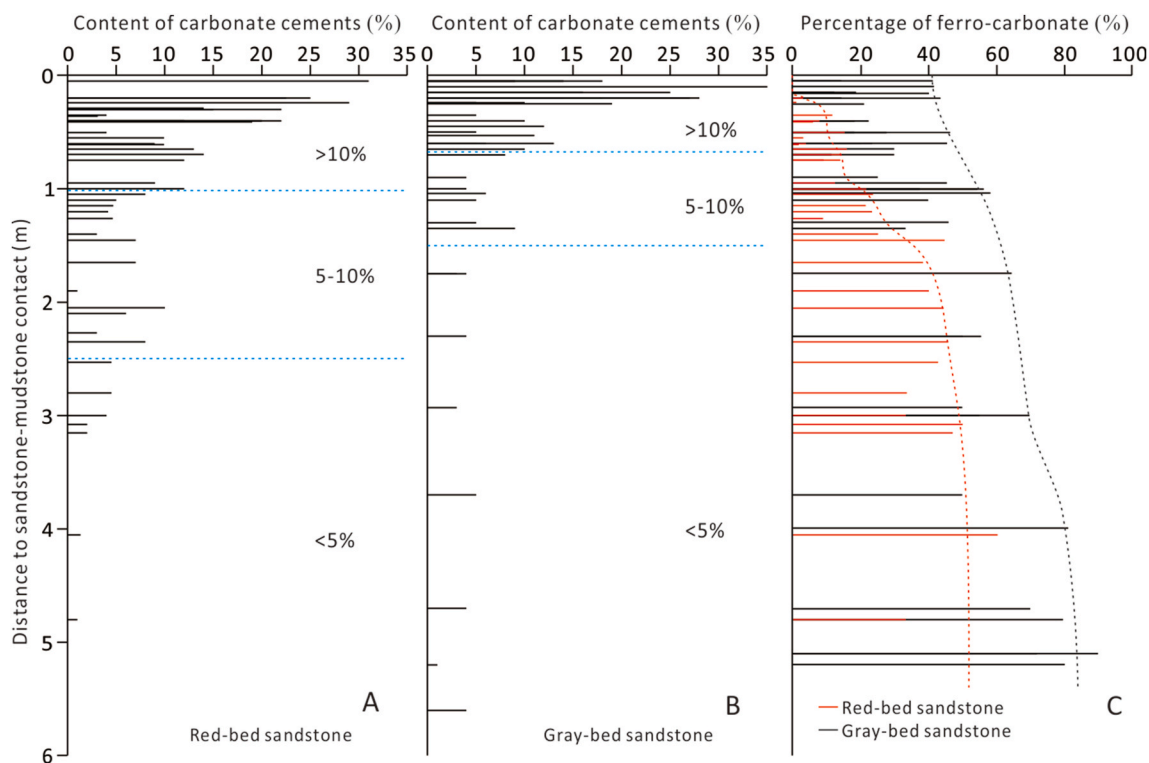 Content of carbonate cements (%)
Content of carbonate cements (%)
Percentage of ferro-carbonate (%)
0 5 10 15 20 25 30 35
0 5 10 15 20 25 30 35
0 20 40 60 80 100
Distance to sandstone-mudstone contact (m)
0
1
2
3
4
5
6
>10%
5-10%
<5%
A
Red-bed sandstone
>10%
5-10%
<5%
B
Gray-bed sandstone
Red-bed sandstone
Gray-bed sandstone
C